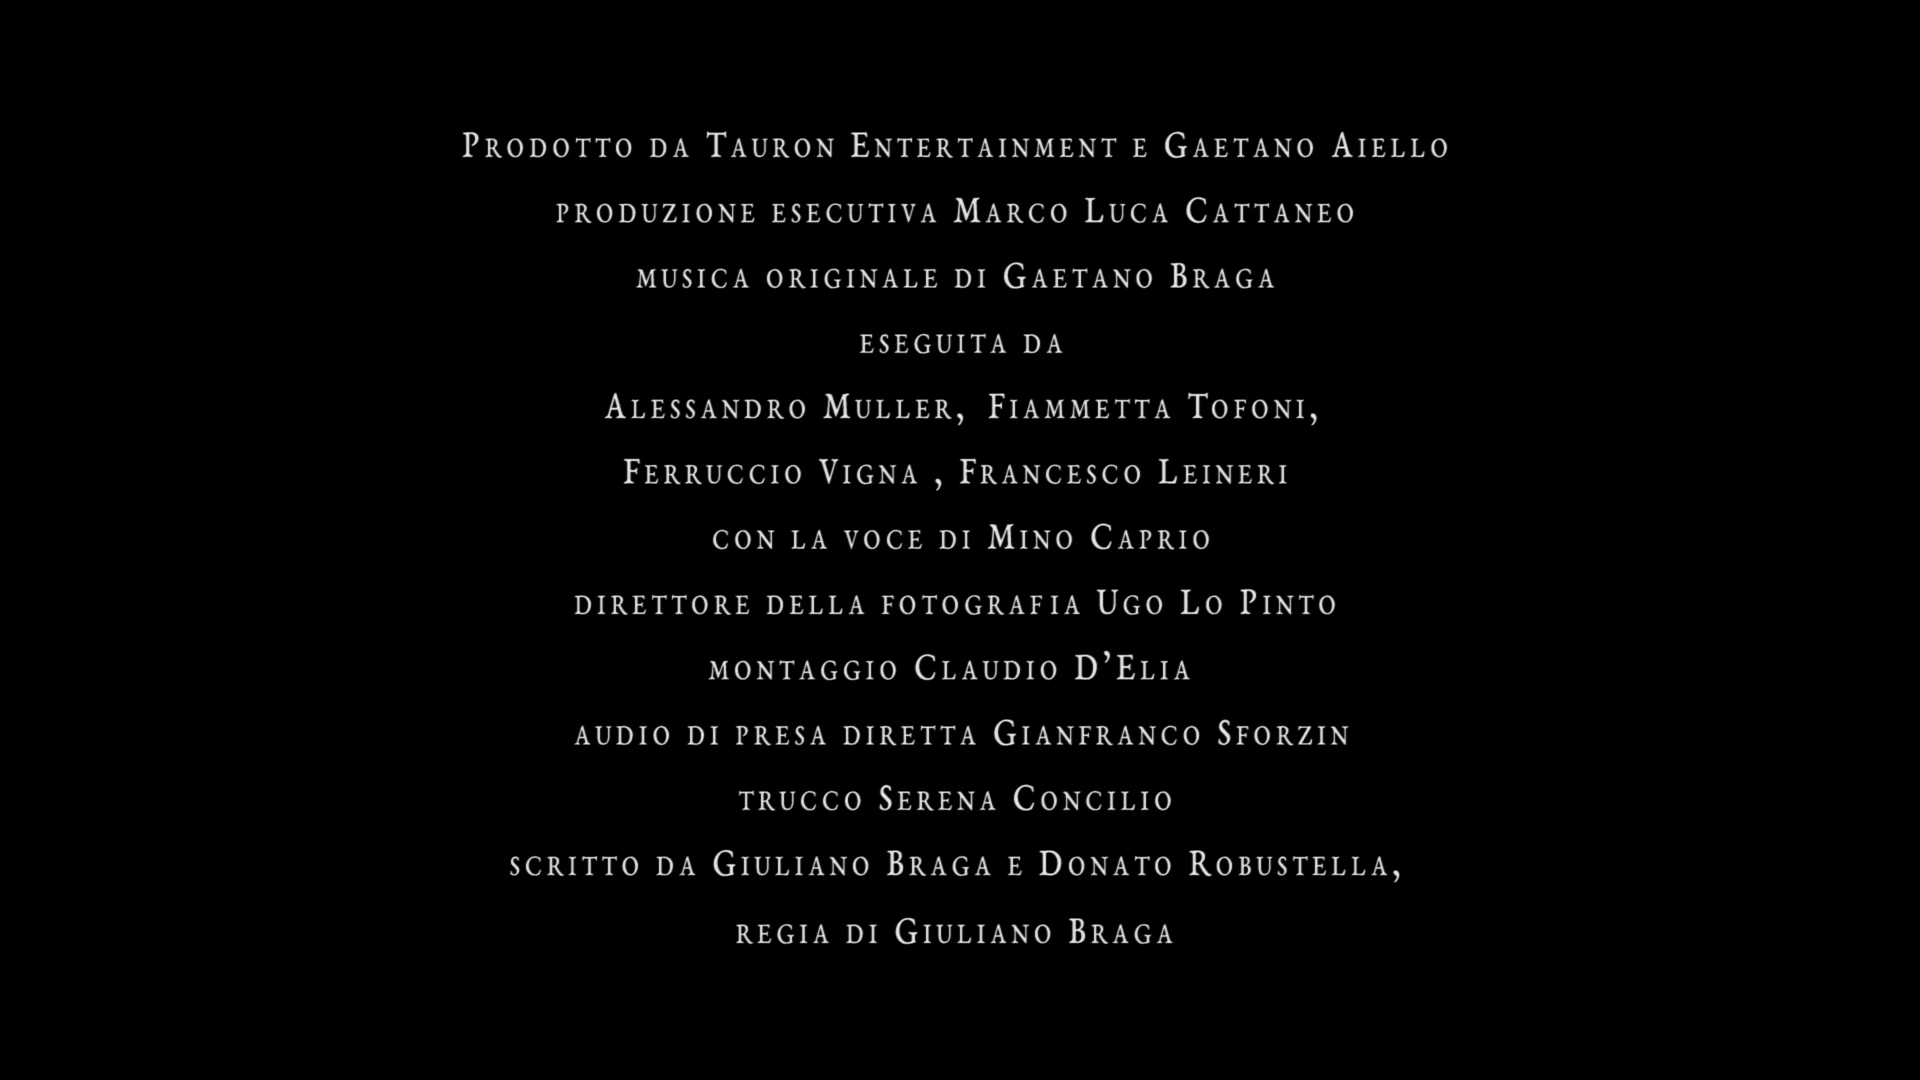 Prodotto da Tauron Entertainment e Gaetano Aiello
produzione esecutiva Marco Luca Cattaneo
musica originale di Gaetano Braga
eseguita da
Alessandro Muller, Fiammetta Tofoni,
Ferruccio Vigna , Francesco Leineri
con la voce di Mino Caprio
direttore della fotografia Ugo Lo Pinto
montaggio Claudio D’Elia
audio di presa diretta Gianfranco Sforzin
trucco Serena Concilio
scritto da Giuliano Braga e Donato Robustella,
regia di Giuliano Braga